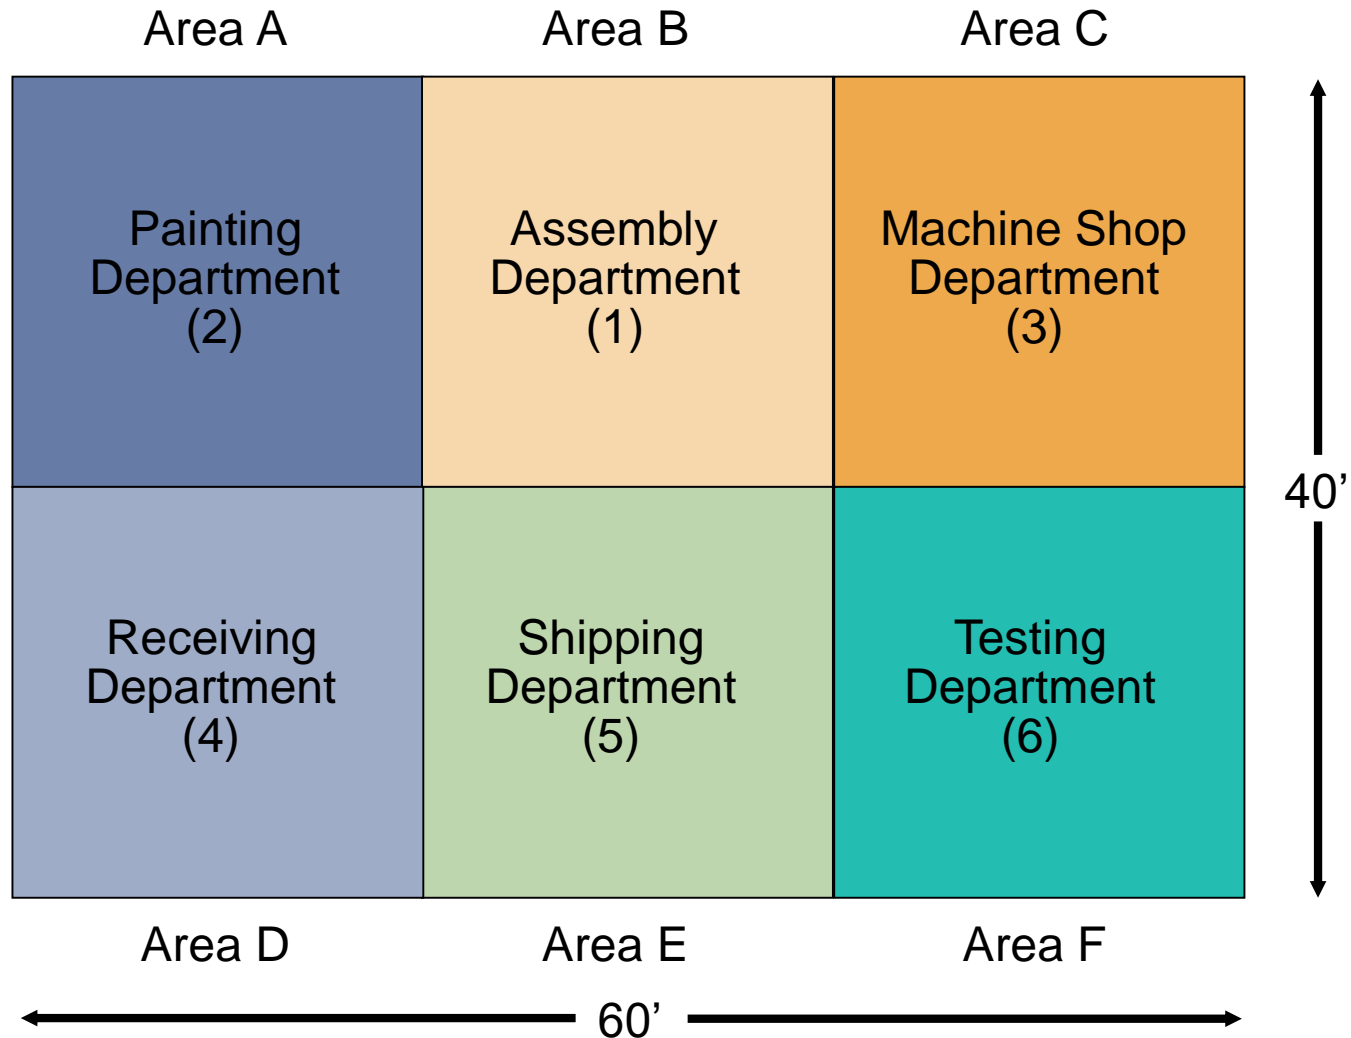 Area A
Area B
Area C
Painting
Department
(2)
Assembly
Department
(1)
Machine Shop
Department
(3)
40’
Receiving
Department
(4)
Shipping
Department
(5)
Testing
Department
(6)
Area D
Area E
Area F
60’